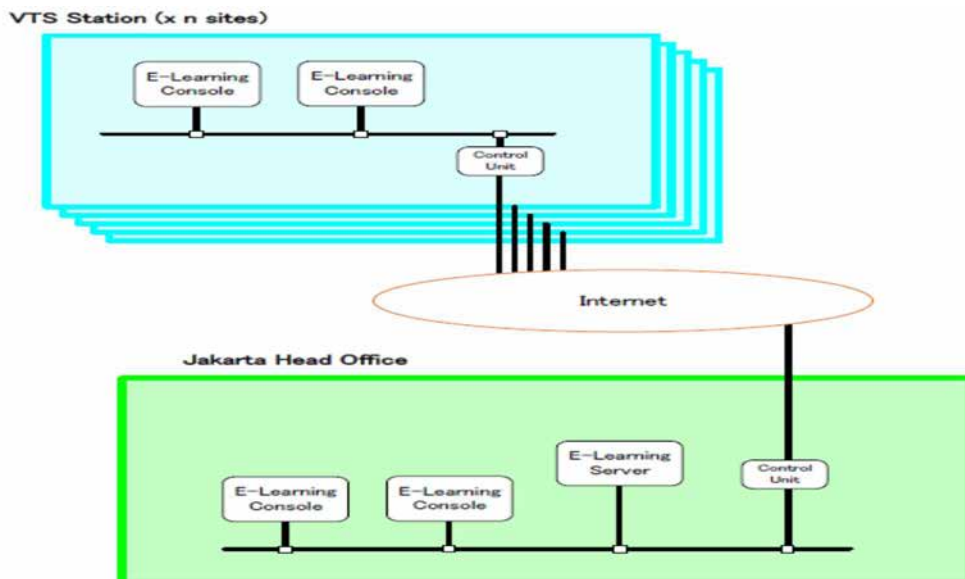 VTS Station (x n sites)
E-Learning
Console
E-Learning
Console
Control
Unit
Internet
Jakarta Head Office
E-Learning
Server
Control
Unit
E-Learning
Console
E-Learning
Console